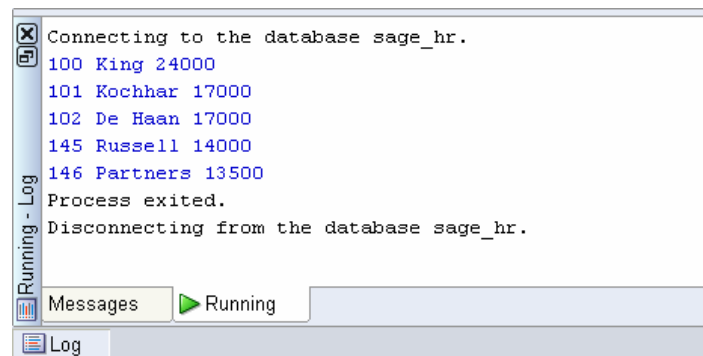 Connecting to the database sage_hr.
100 King 24000
101 Kochhar 17000
102 De Haan 17000
145 Russell 14000
146 Partners 13500
Process exited.
Disconnecting from the database sage_hr.
Running - Log
Messages
Running
Log